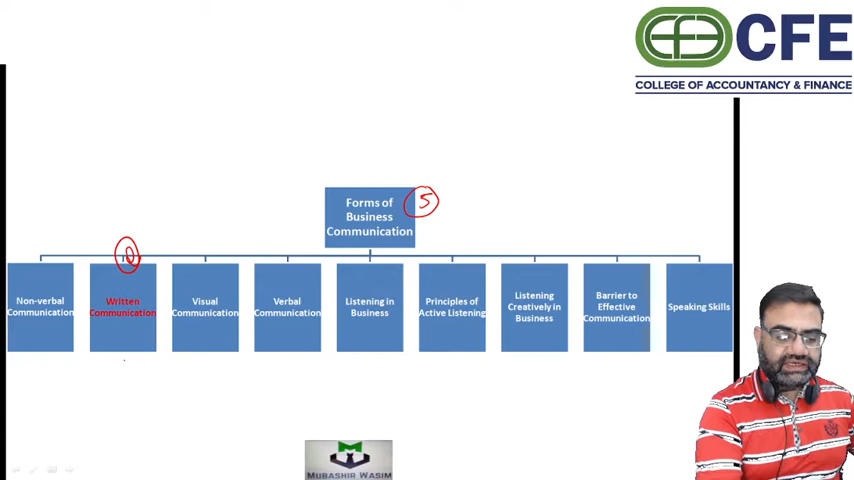 CFE
COLLEGE OF ACCOUNTANCY & FINANCE
Forms of
Business
Communication
5
Non-verbal
Communication
Written
Communication
Visual
Communication
Verbal
Communication
Listening in
Business
Principles of
Active Listening
Listening
Creatively in
Business
Barrier to
Effective
Communication
Speaking Skills
MUBASHIR WASIM